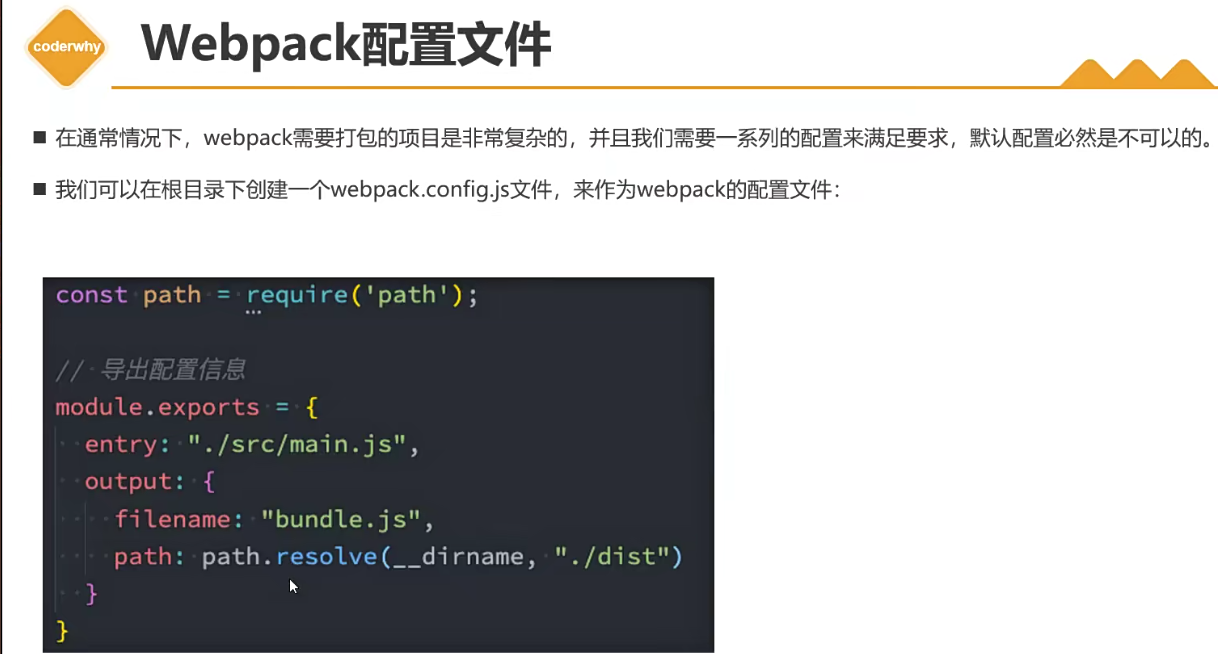 coderwhy
Webpack配置文件
■ 在通常情况下，webpack需要打包的项目是非常复杂的，并且我们需要一系列的配置来满足要求，默认配置必然是不可以的。
■ 我们可以在根目录下创建一个webpack.config.js文件，来作为webpack的配置文件：
const path = require('path');
// 导出配置信息
module.exports = {
  entry: "./src/main.js",
  output: {
    filename: "bundle.js",
    path: path.resolve(__dirname, "./dist")
  }
}